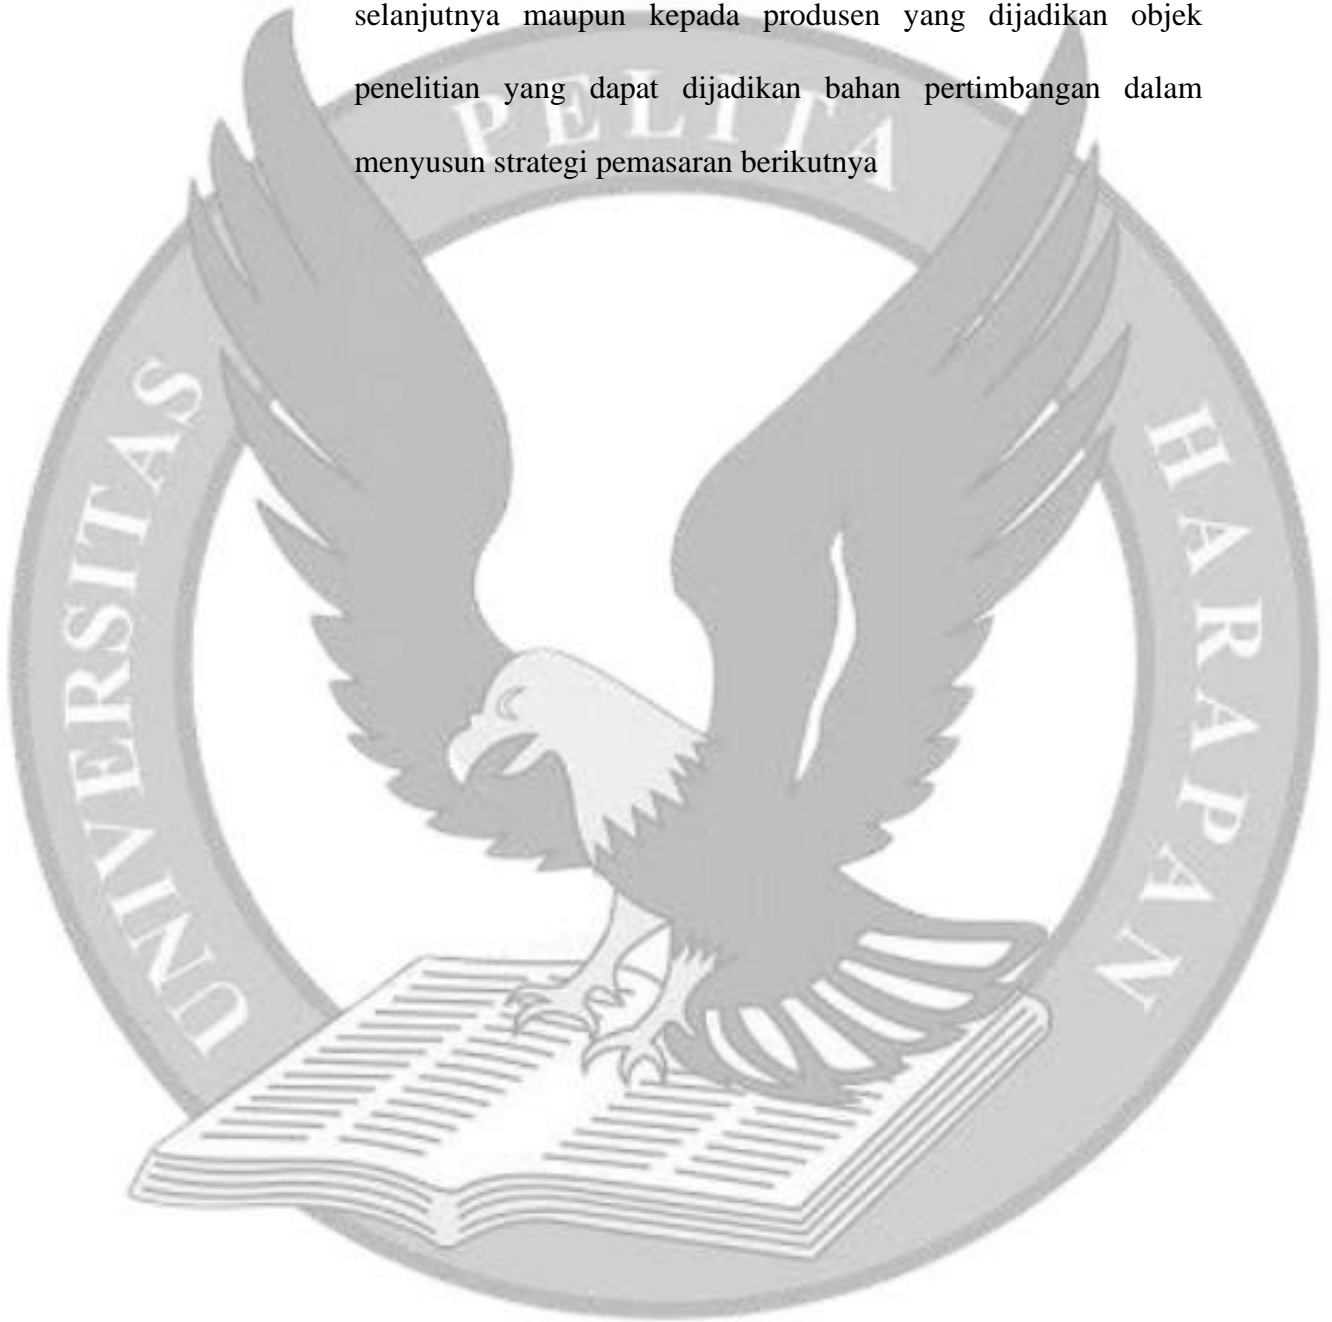 selanjutnya maupun kepada produsen yang dijadikan objek
penelitian yang dapat dijadikan bahan pertimbangan dalam
menyusun strategi pemasaran berikutnya
UNIVERSITAS PELITA HARAPAN